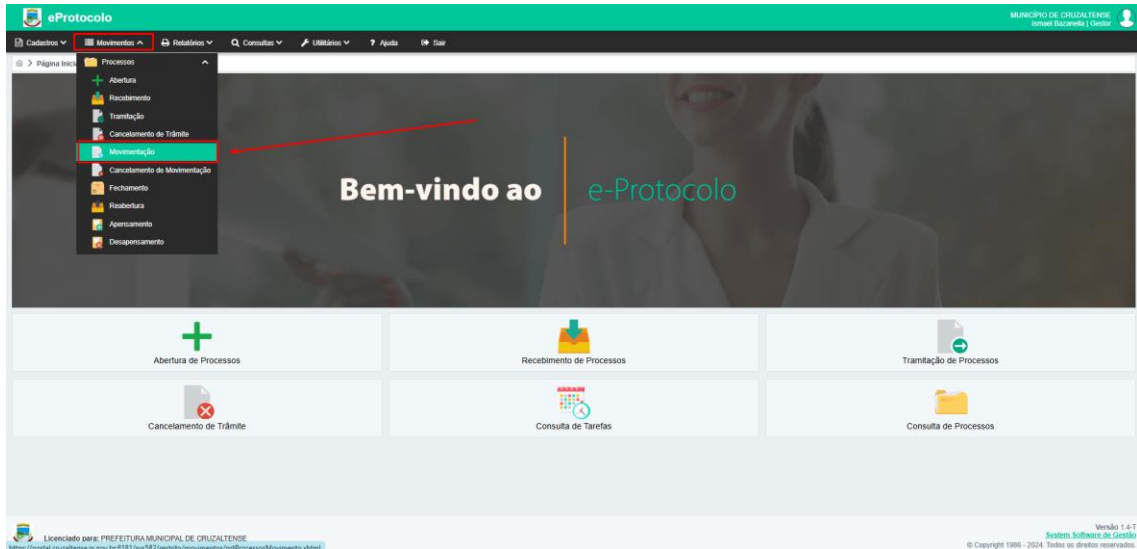 eProtocolo
MUNICÍPIO DE CRUZALTENSE
Ismael Bazanella | Gestor
Cadastros Movimentos Relatórios Consultas Utilitários ? Ajuda Sair
> Página Inicial
Processos
Abertura
Recebimento
Tramitação
Cancelamento de Trâmite
Movimentação
Cancelamento de Movimentação
Fechamento
Reabertura
Apensamento
Desapensamento
Bem-vindo ao e-Protocolo
Abertura de Processos
Recebimento de Processos
Tramitação de Processos
Cancelamento de Trâmite
Consulta de Tarefas
Consulta de Processos
Licenciado para: PREFEITURA MUNICIPAL DE CRUZALTENSE
Versão 1.4-T
System Software de Gestão
© Copyright 1986 - 2024. Todos os direitos reservados.